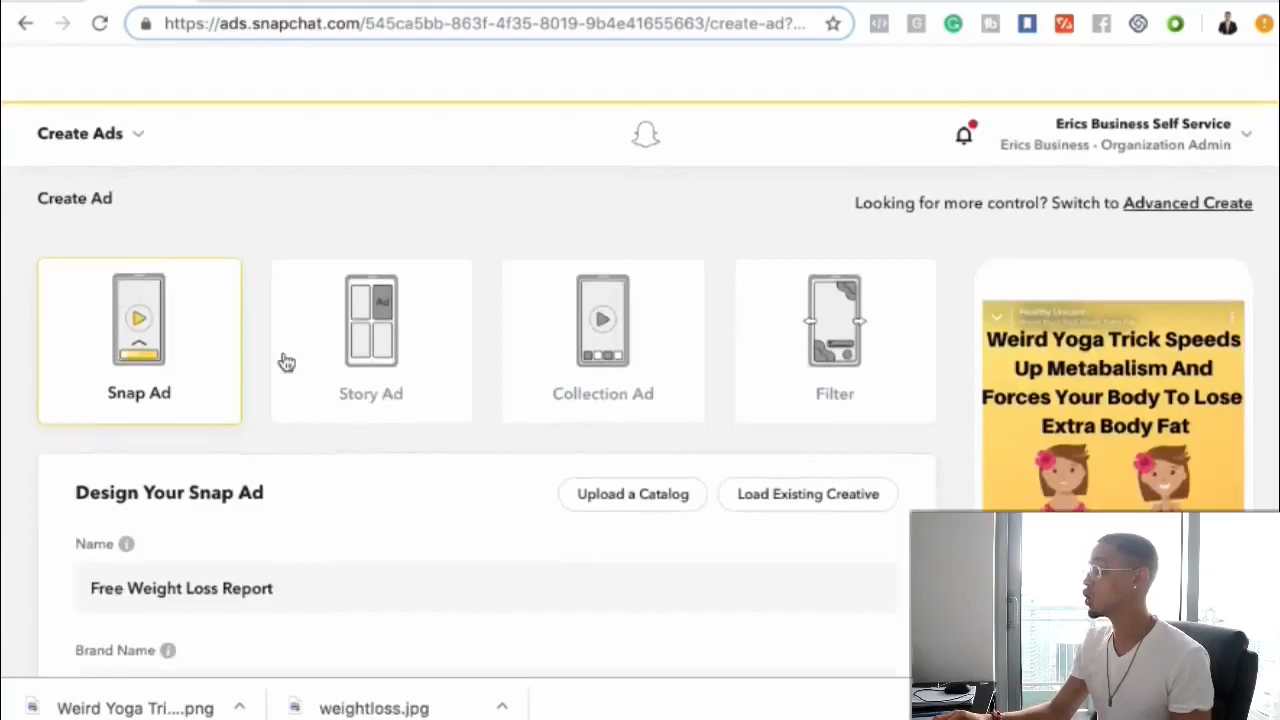 https://ads.snapchat.com/545ca5bb-863f-4f35-8019-9b4e41655663/create-ad?...
Create Ads
Erics Business Self Service
Erics Business - Organization Admin
Create Ad
Looking for more control? Switch to Advanced Create
Snap Ad
Story Ad
Ad
Collection Ad
Filter
Healthy Unicorn
Weird Yoga Trick Speeds
Up Metabalism And
Forces Your Body To Lose
Extra Body Fat
Design Your Snap Ad
Upload a Catalog
Load Existing Creative
Name
Free Weight Loss Report
Brand Name
Weird Yoga Tri....png
weightloss.jpg